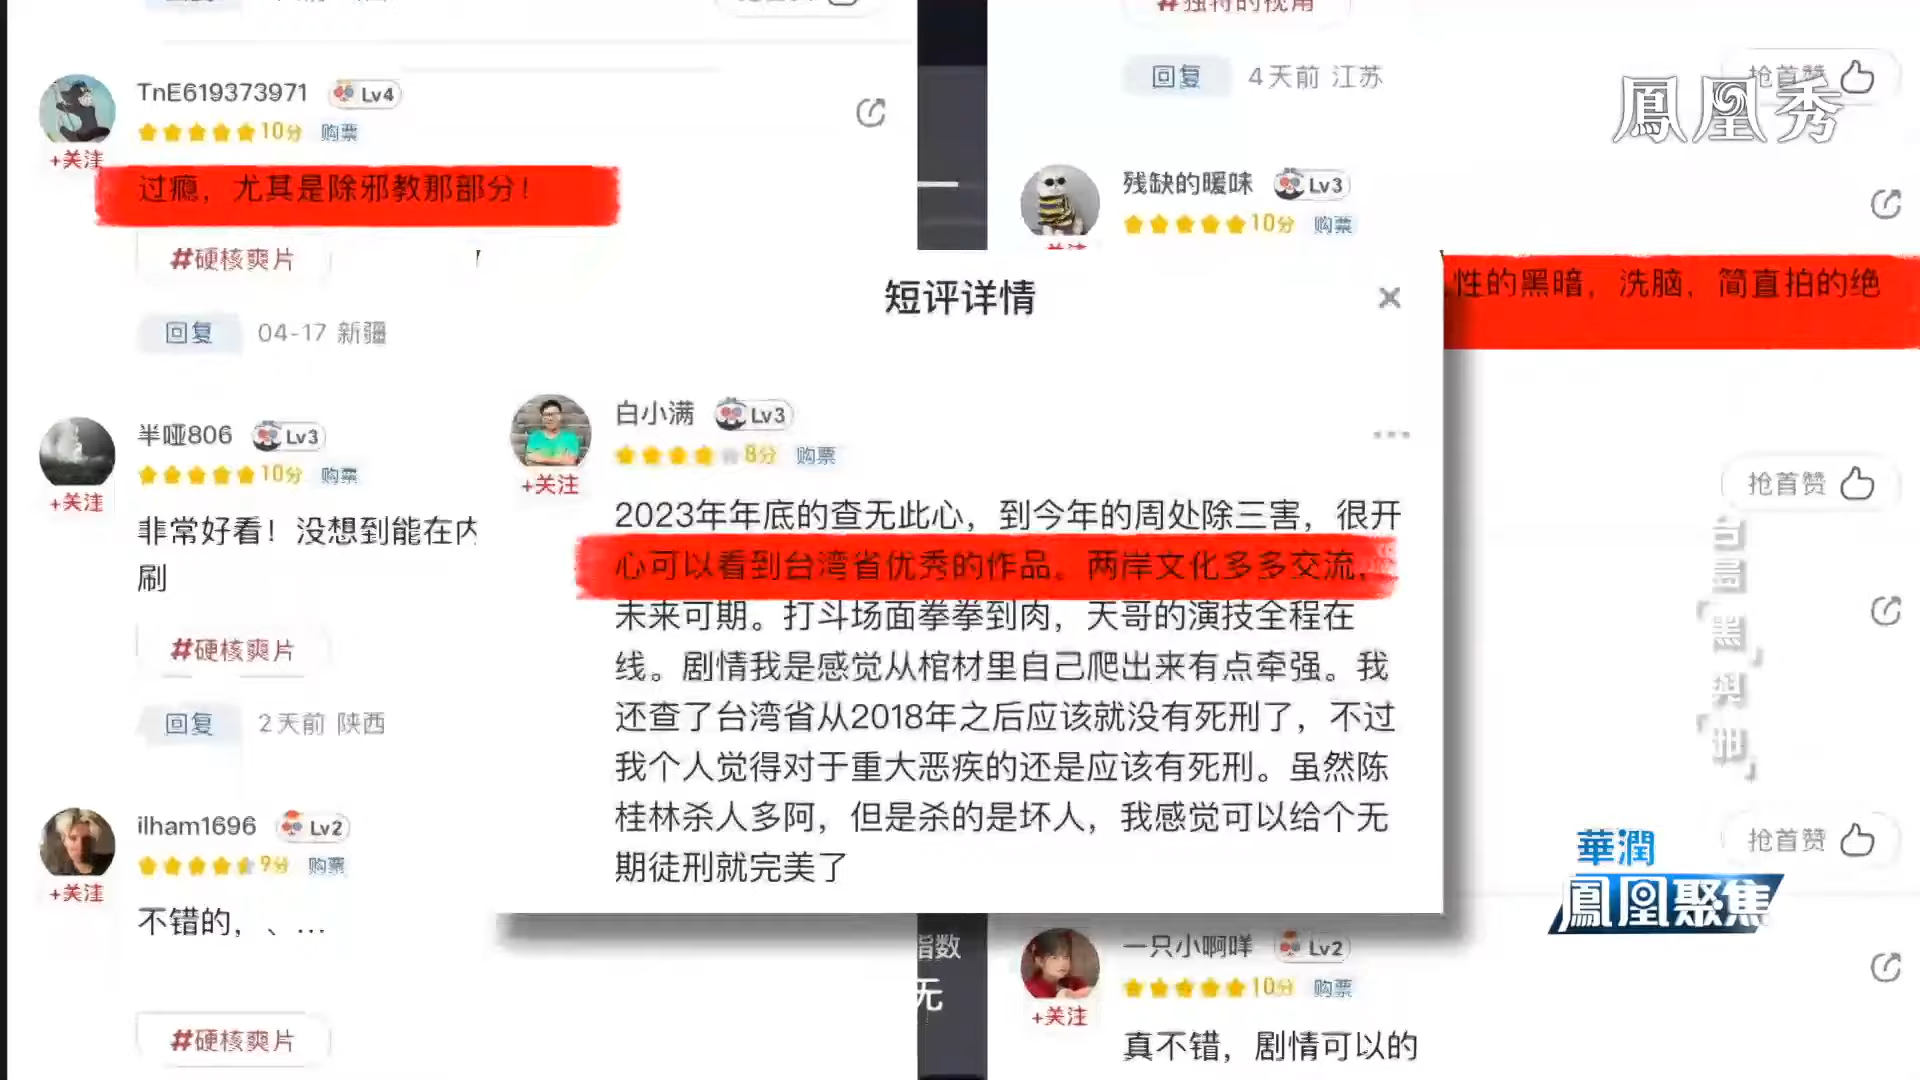 TnE619373971 Lv4
10分 购票
+关注
过瘾，尤其是除邪教那部分！
#硬核爽片
回复 04-17 新疆
半哑806 Lv3
10分 购票
+关注
非常好看！没想到能在内
刷
#硬核爽片
回复 2天前 陕西
ilham1696 Lv2
9分 购票
+关注
不错的，、...
#硬核爽片
短评详情
白小满 Lv3
8分 购票
+关注
2023年年底的查无此心，到今年的周处除三害，很开
心可以看到台湾省优秀的作品。两岸文化多多交流，
未来可期。打斗场面拳拳到肉，天哥的演技全程在
线。剧情我是感觉从棺材里自己爬出来有点牵强。我
还查了台湾省从2018年之后应该就没有死刑了，不过
我个人觉得对于重大恶疾的还是应该有死刑。虽然陈
桂林杀人多阿，但是杀的是坏人，我感觉可以给个无
期徒刑就完美了
指数
无
#独特的视角
回复 4天前 江苏
抢首赞
鳳凰秀
残缺的暖味 Lv3
10分 购票
性的黑暗，洗脑，简直拍的绝
抢首赞
抢首赞
華潤
鳳凰聚焦
一只小啊咩 Lv2
10分 购票
+关注
真不错，剧情可以的